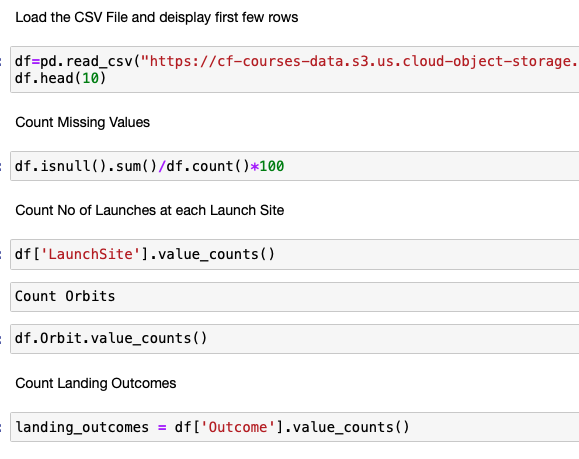 Load the CSV File and deisplay first few rows
df=pd.read_csv("https://cf-courses-data.s3.us.cloud-object-storage.
df.head(10)
Count Missing Values
df.isnull().sum()/df.count()*100
Count No of Launches at each Launch Site
df['LaunchSite'].value_counts()
Count Orbits
df.Orbit.value_counts()
Count Landing Outcomes
landing_outcomes = df['Outcome'].value_counts()